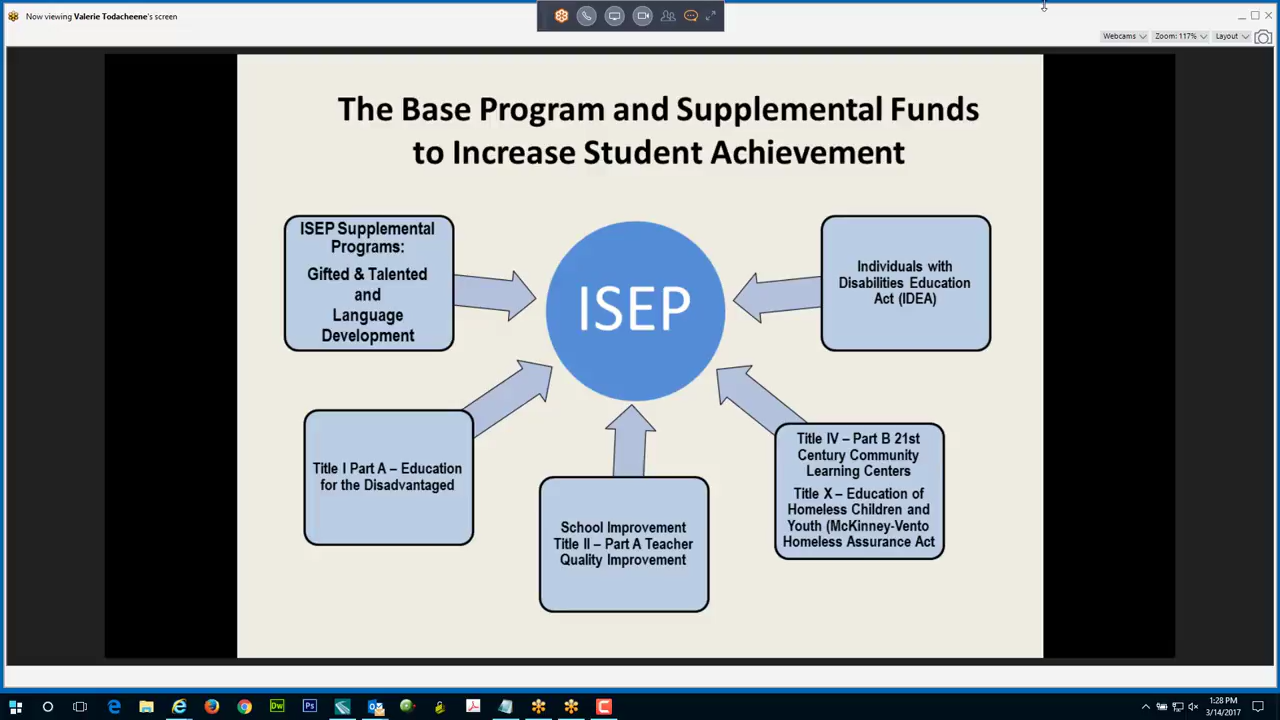 Now viewing Valerie Todacheene's screen
Webcams
Zoom: 117%
Layout
The Base Program and Supplemental Funds
to Increase Student Achievement
ISEP Supplemental
Programs:
Gifted & Talented
and
Language
Development
ISEP
Individuals with
Disabilities Education
Act (IDEA)
Title I Part A – Education
for the Disadvantaged
School Improvement
Title II – Part A Teacher
Quality Improvement
Title IV – Part B 21st
Century Community
Learning Centers
Title X – Education of
Homeless Children and
Youth (McKinney-Vento
Homeless Assurance Act
Dw
Ps
1:28 PM
3/14/2017